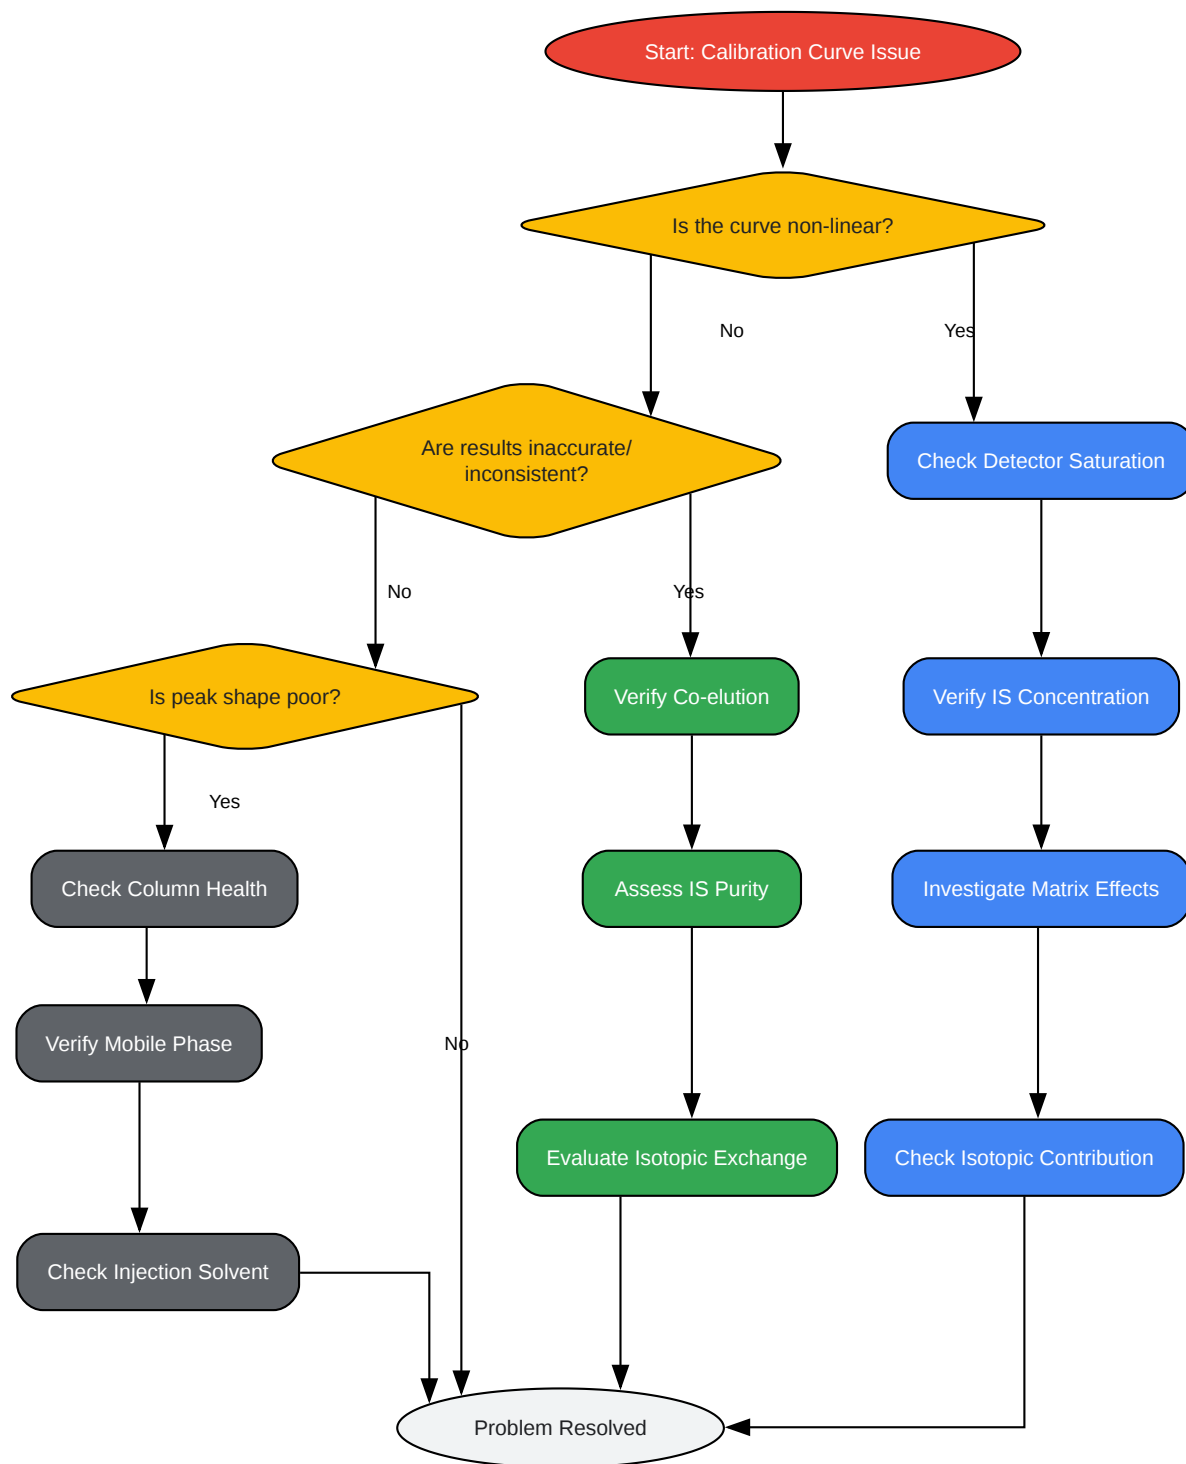 Start: Calibration Curve Issue
Is the curve non-linear?
No
Yes
Are results inaccurate/
inconsistent?
Check Detector Saturation
No
Yes
Is peak shape poor?
Verify Co-elution
Verify IS Concentration
Yes
Check Column Health
Assess IS Purity
Investigate Matrix Effects
Verify Mobile Phase
No
Evaluate Isotopic Exchange
Check Isotopic Contribution
Check Injection Solvent
Problem Resolved